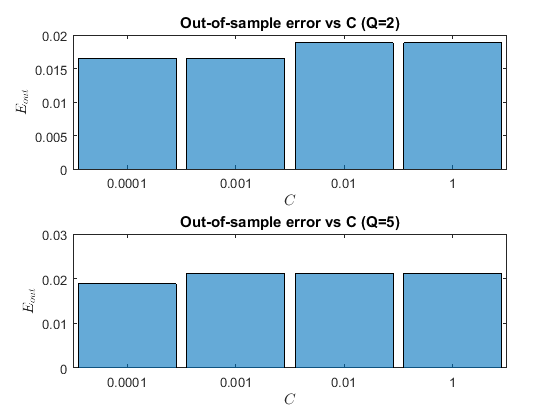 Out-of-sample error vs C (Q=2)
0.02
0.015
0.01
0.005
0
E_out
0.0001 0.001 0.01 1
C
Out-of-sample error vs C (Q=5)
0.03
0.02
0.01
0
E_out
0.0001 0.001 0.01 1
C